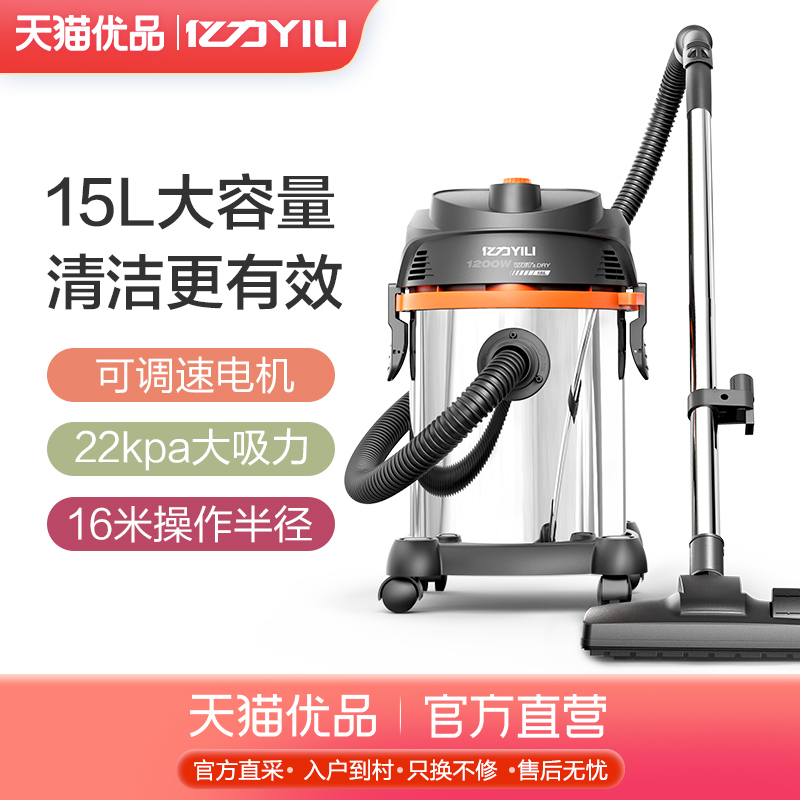 天猫优品 | 亿力YILI
15L大容量
清洁更有效
可调速电机
22kpa大吸力
16米操作半径
亿力YILI
1200W WET&DRY
15L
天猫优品 | 官方直营
官方直采• 入户到村•只换不修 •售后无忧